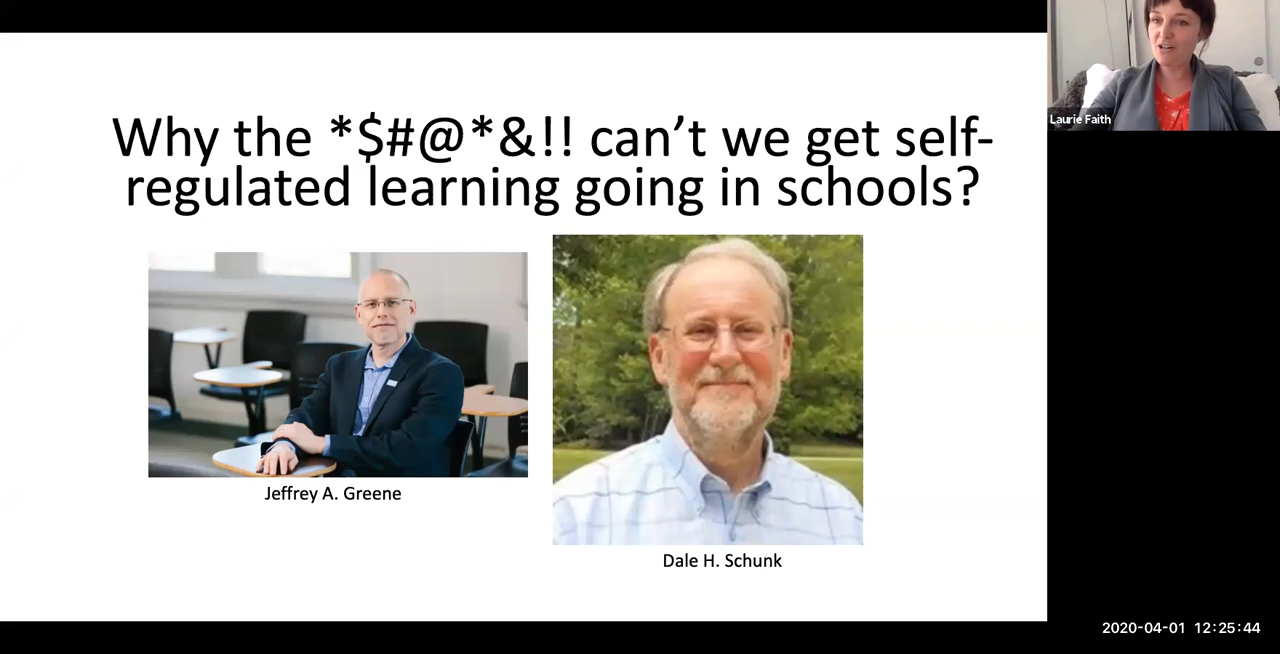 Why the *$#@*&!! can’t we get self-
regulated learning going in schools?
Laurie Faith
Jeffrey A. Greene
Dale H. Schunk
2020-04-01 12:25:44